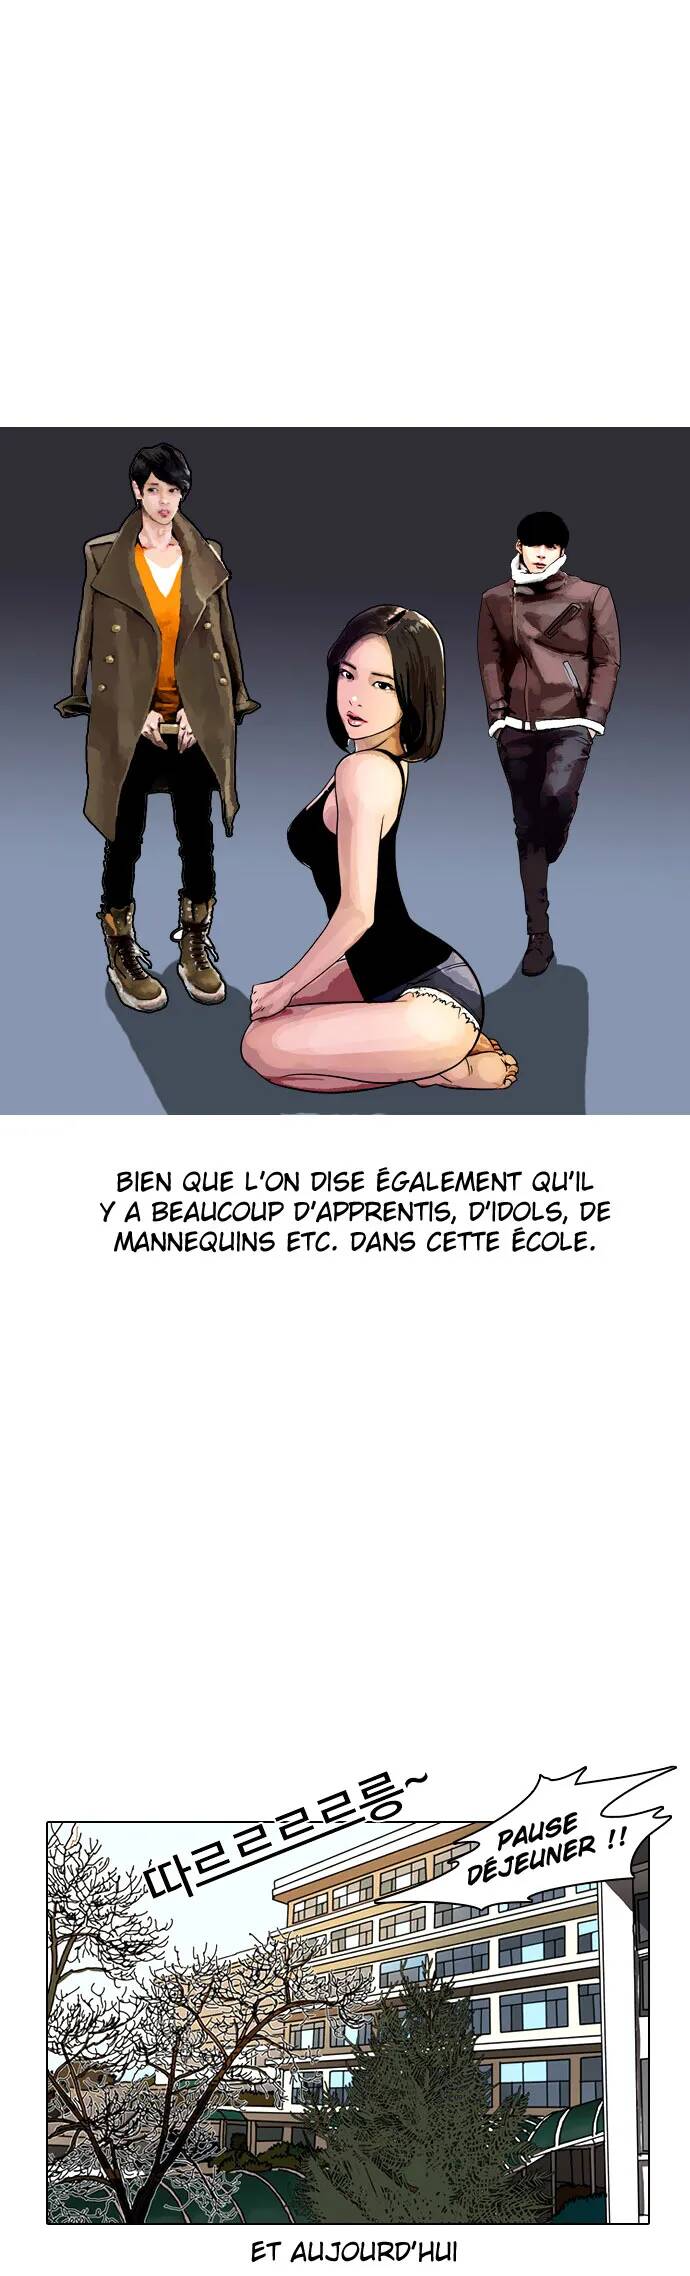 BIEN QUE L'ON DISE ÉGALEMENT QU'IL
Y A BEAUCOUP D'APPRENTIS, D'IDOLS, DE
MANNEQUINS ETC. DANS CETTE ÉCOLE.
따르르르르릉~
PAUSE
DÉJEUNER !!
ET AUJOURD'HUI